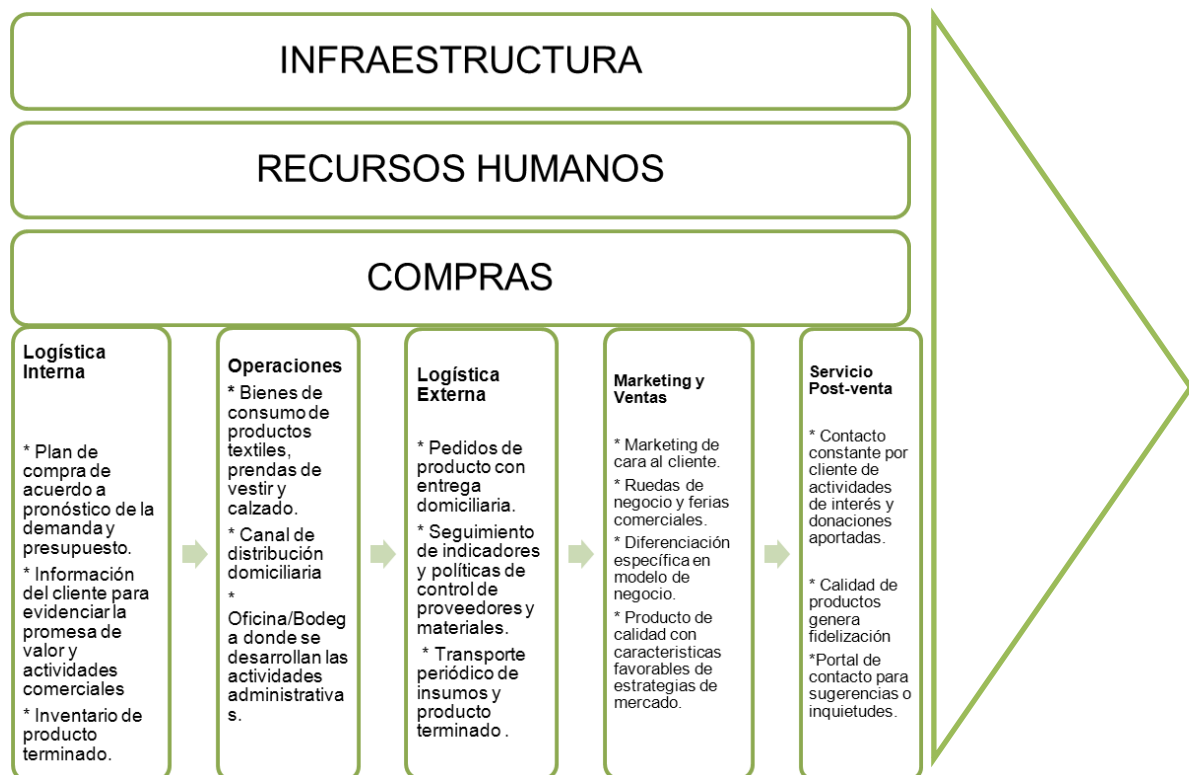 INFRAESTRUCTURA
RECURSOS HUMANOS
COMPRAS
Logística
Interna
* Plan de
compra de
acuerdo a
pronóstico de la
demanda y
presupuesto.
* Información
del cliente para
evidenciar la
promesa de
valor y
actividades
comerciales
* Inventario de
producto
terminado.
Operaciones
* Bienes de
consumo de
productos
textiles,
prendas de
vestir y
calzado.
* Canal de
distribución
domiciliaria
*
Oficina/Bodeg
a donde se
desarrollan las
actividades
administrativa
s.
Logística
Externa
* Pedidos de
producto con
entrega
domiciliaria.
* Seguimiento
de indicadores
y políticas de
control de
proveedores y
materiales.
* Transporte
periódico de
insumos y
producto
terminado .
Marketing y
Ventas
* Marketing de
cara al cliente.
* Ruedas de
negocio y ferias
comerciales.
* Diferenciación
específica en
modelo de
negocio.
* Producto de
calidad con
caracteristicas
favorables de
estrategias de
mercado.
Servicio
Post-venta
* Contacto
constante por
cliente de
actividades
de interés y
donaciones
aportadas.
* Calidad de
productos
genera
fidelización
*Portal de
contacto para
sugerencias o
inquietudes.